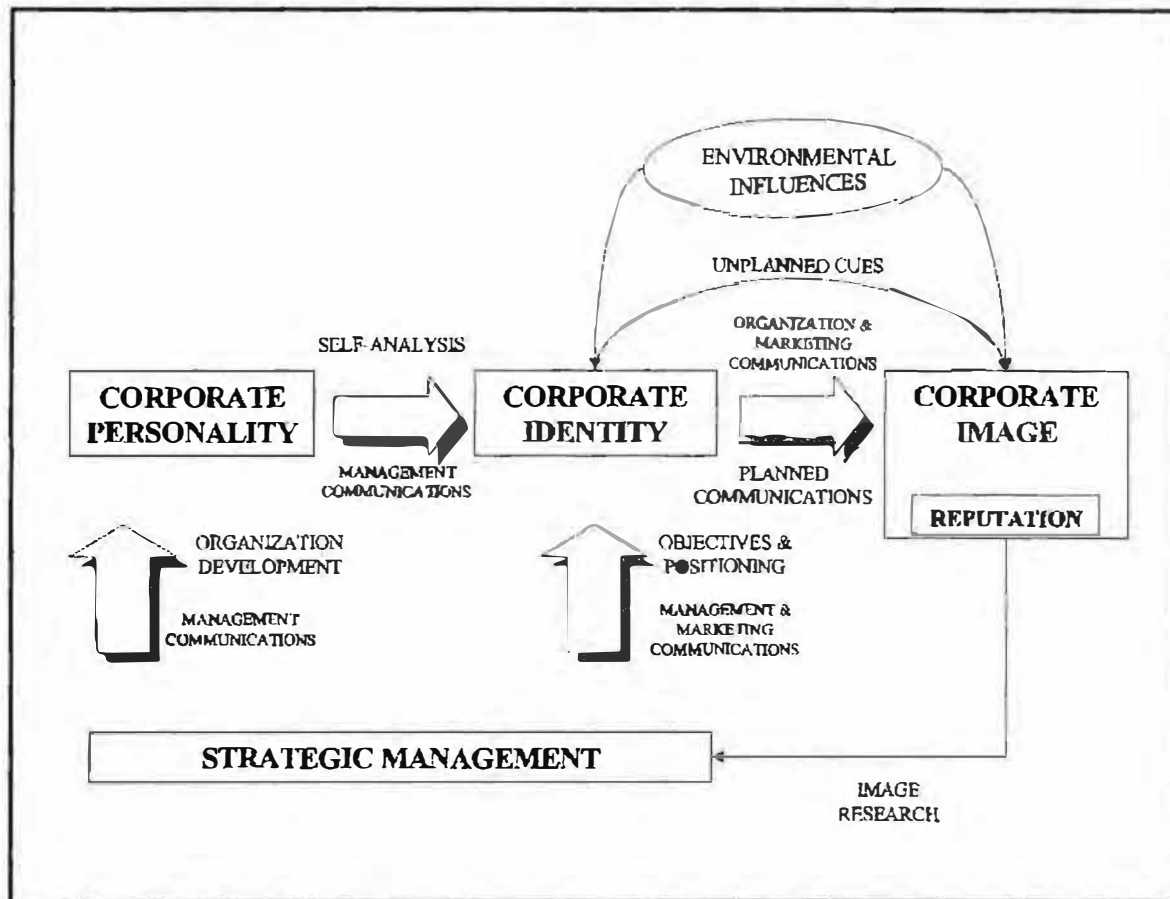 ENVIRONMENTAL
INFLUENCES
UNPLANNED CUES
SELF-ANALYSIS
ORGANIZATION &
MARKETING
COMMUNICATIONS
CORPORATE
PERSONALITY
CORPORATE
IDENTITY
CORPORATE
IMAGE
MANAGEMENT
COMMUNICATIONS
PLANNED
COMMUNICATIONS
REPUTATION
ORGANIZATION
DEVELOPMENT
OBJECTIVES &
POSITIONING
MANAGEMENT
COMMUNICATIONS
MANAGEMENT &
MARKETING
COMMUNICATIONS
STRATEGIC MANAGEMENT
IMAGE
RESEARCH